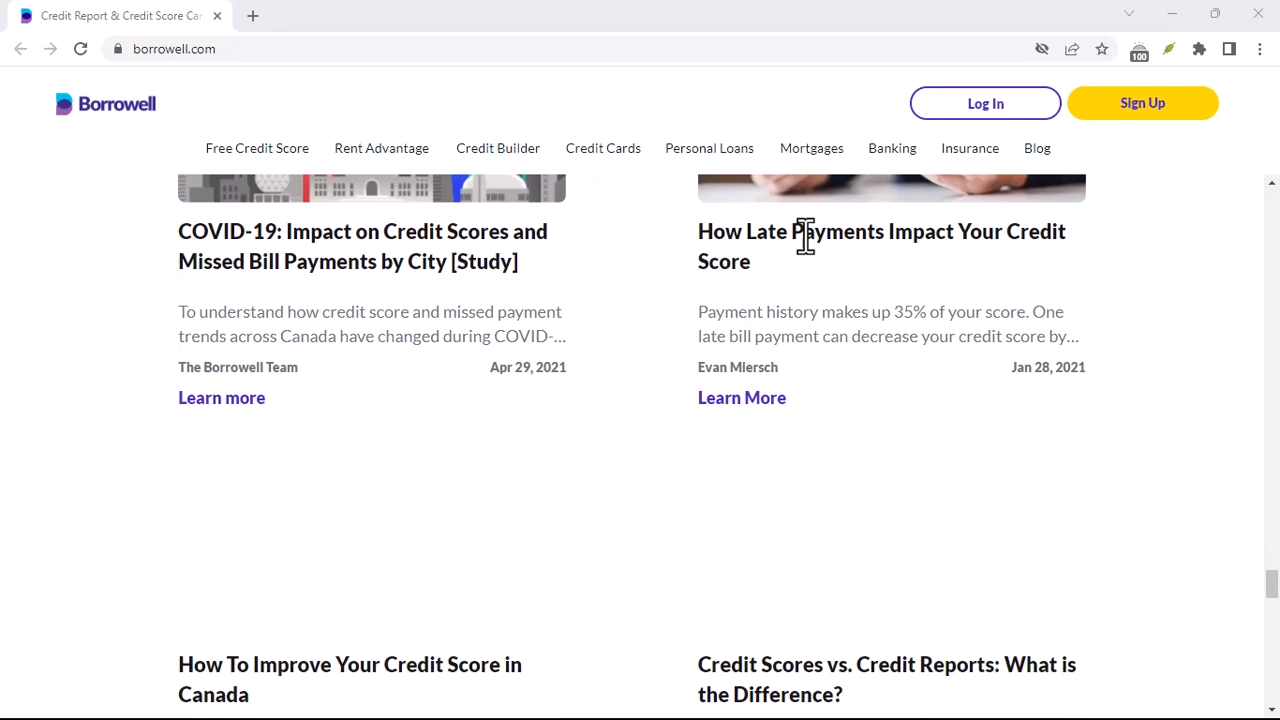 Credit Report & Credit Score Ca
borrowell.com
100
Borrowell
Log In
Sign Up
Free Credit Score
Rent Advantage
Credit Builder
Credit Cards
Personal Loans
Mortgages
Banking
Insurance
Blog
COVID-19: Impact on Credit Scores and
Missed Bill Payments by City [Study]
To understand how credit score and missed payment
trends across Canada have changed during COVID-...
The Borrowell Team
Apr 29, 2021
Learn more
How Late Payments Impact Your Credit
Score
Payment history makes up 35% of your score. One
late bill payment can decrease your credit score by...
Evan Miersch
Jan 28, 2021
Learn More
How To Improve Your Credit Score in
Canada
Credit Scores vs. Credit Reports: What is
the Difference?